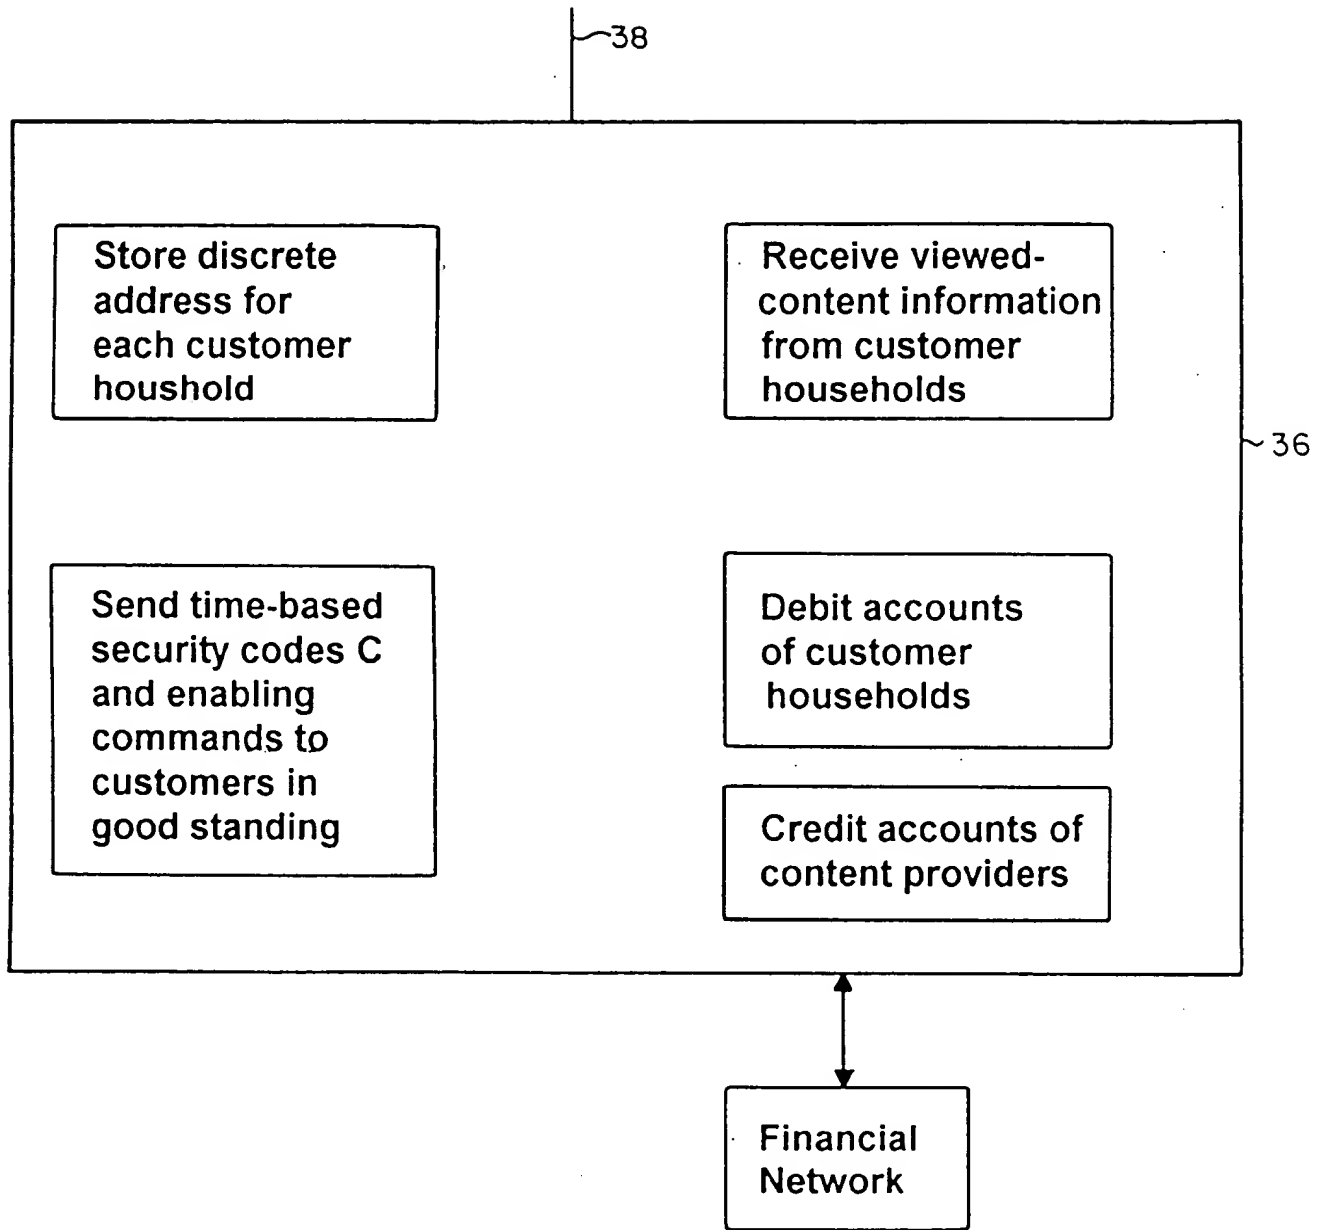 38
Store discrete
address for
each customer
houshold
Receive viewed-
content information
from customer
households
36
Send time-based
security codes C
and enabling
commands to
customers in
good standing
Debit accounts
of customer
households
Credit accounts of
content providers
Financial
Network